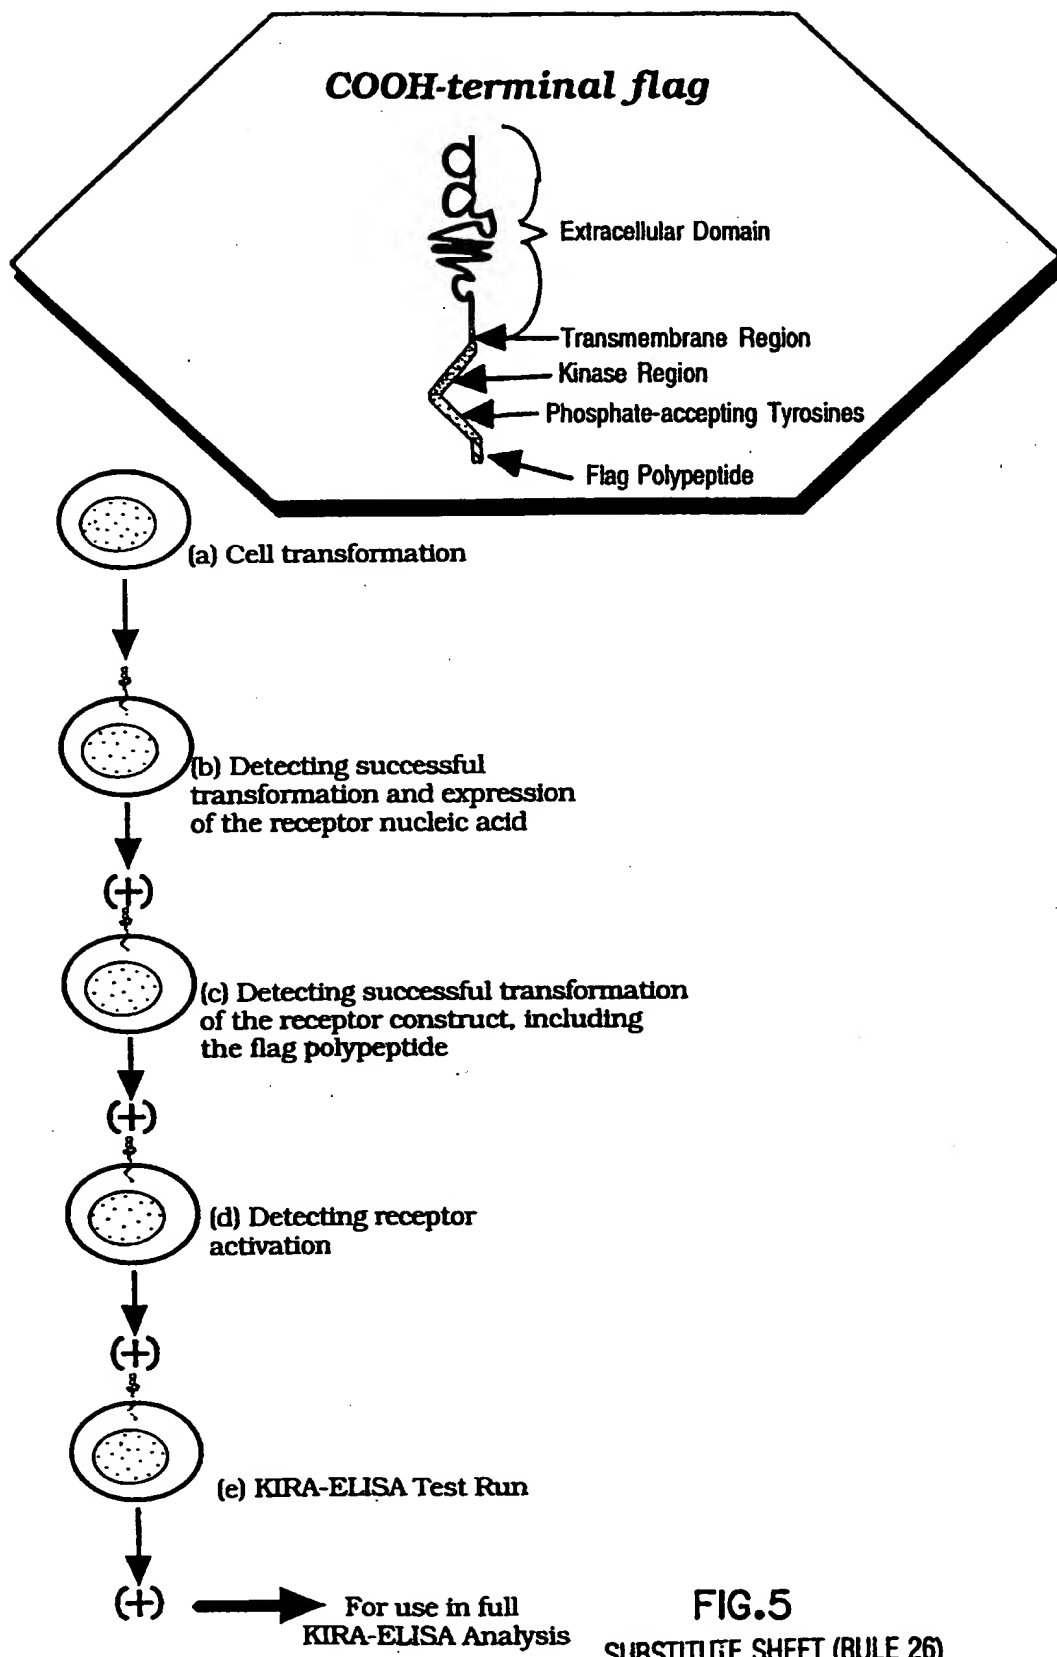 COOH-terminal flag
Extracellular Domain
Transmembrane Region
Kinase Region
Phosphate-accepting Tyrosines
Flag Polypeptide
(a) Cell transformation
(b) Detecting successful
transformation and expression
of the receptor nucleic acid
(+)
(c) Detecting successful transformation
of the receptor construct, including
the flag polypeptide
(+)
(d) Detecting receptor
activation
(+)
(e) KIRA-ELISA Test Run
(+)
For use in full
KIRA-ELISA Analysis
FIG.5
SUBSTITUTE SHEET (RULE 26)